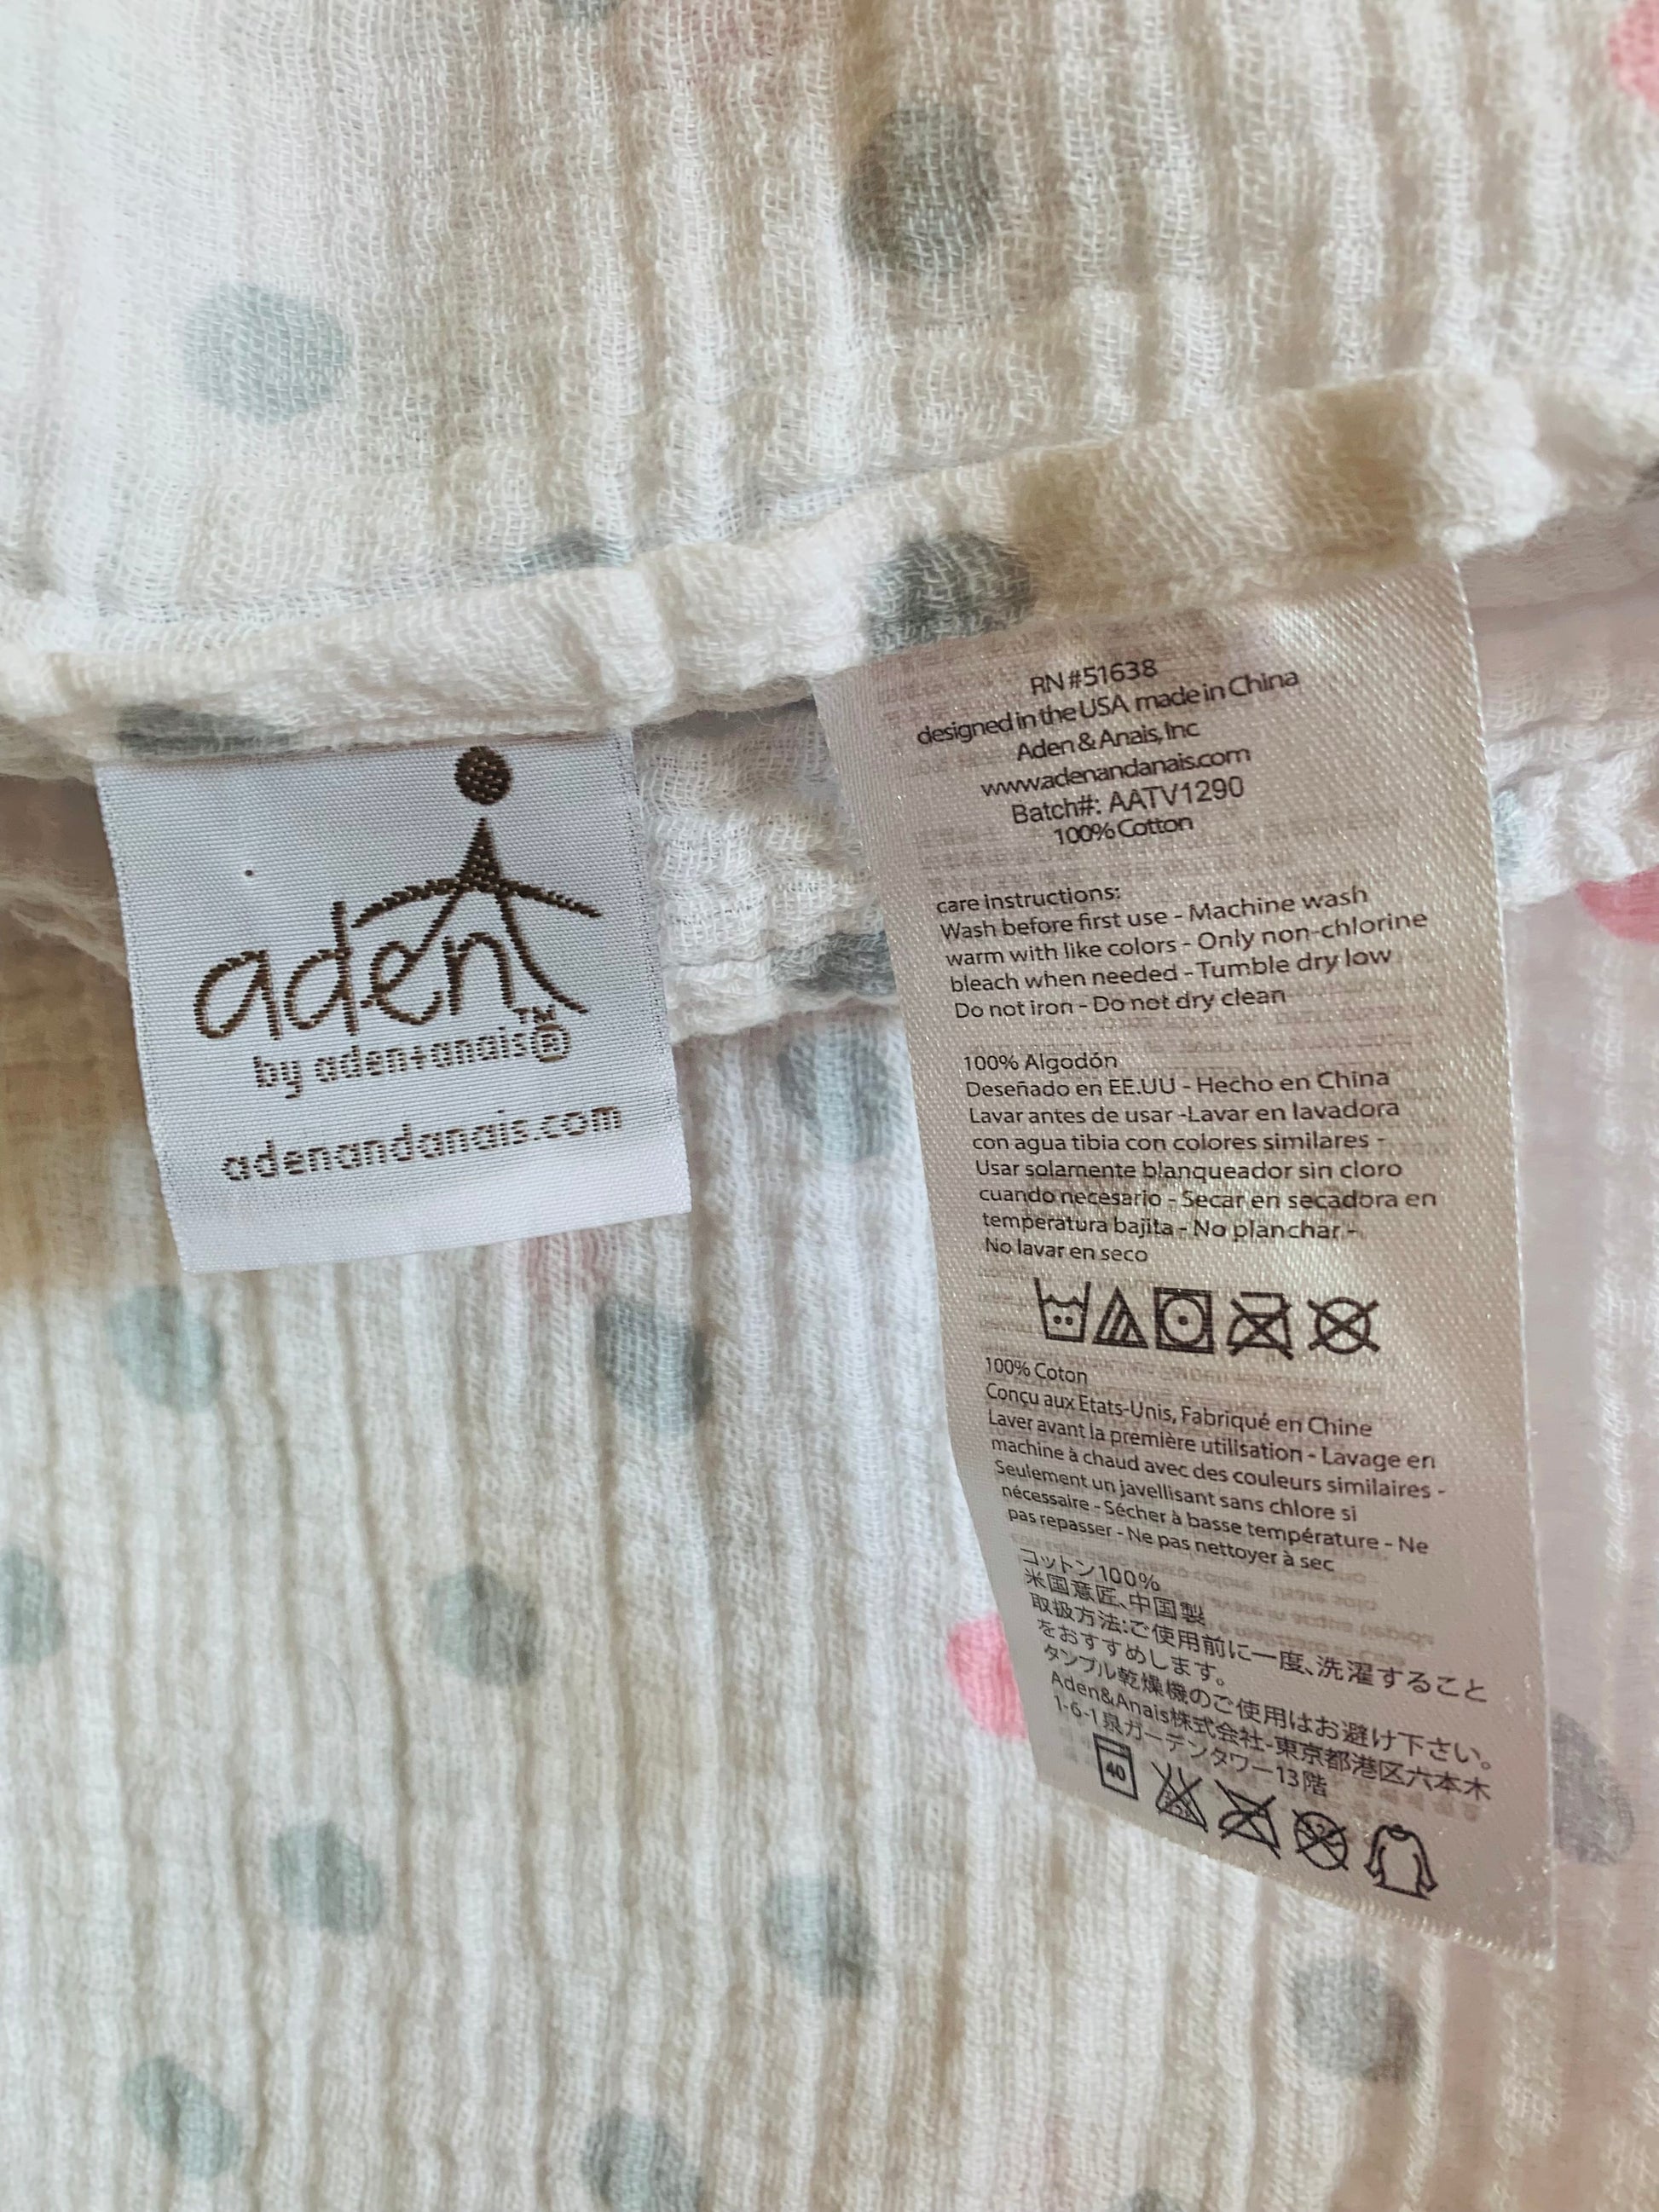 aden™
by aden+anais®
adenandanais.com
RN #51638
designed in the USA made in China
Aden & Anais, Inc
www.adenandanais.com
Batch#: AATV1290
100% Cotton
care instructions:
Wash before first use - Machine wash
warm with like colors - Only non-chlorine
bleach when needed - Tumble dry low
Do not iron - Do not dry clean
100% Algodón
Deseñado en EE.UU - Hecho en China
Lavar antes de usar -Lavar en lavadora
con agua tibia con colores similares -
Usar solamente blanqueador sin cloro
cuando necesario - Secar en secadora en
temperatura bajita - No planchar -
No lavar en seco
100% Coton
Conçu aux Etats-Unis, Fabriqué en Chine
Laver avant la première utilisation - Lavage en
machine à chaud avec des couleurs similaires -
Seulement un javellisant sans chlore si
nécessaire - Sécher à basse température - Ne
pas repasser - Ne pas nettoyer à sec
コットン100%
米国意匠、中国製
取扱方法:ご使用前に一度、洗濯すること
をおすすめします。
タンブル乾燥機のご使用はお避け下さい。
Aden&Anais株式会社-東京都港区六本木
1-6-1泉ガーデンタワー13階
40